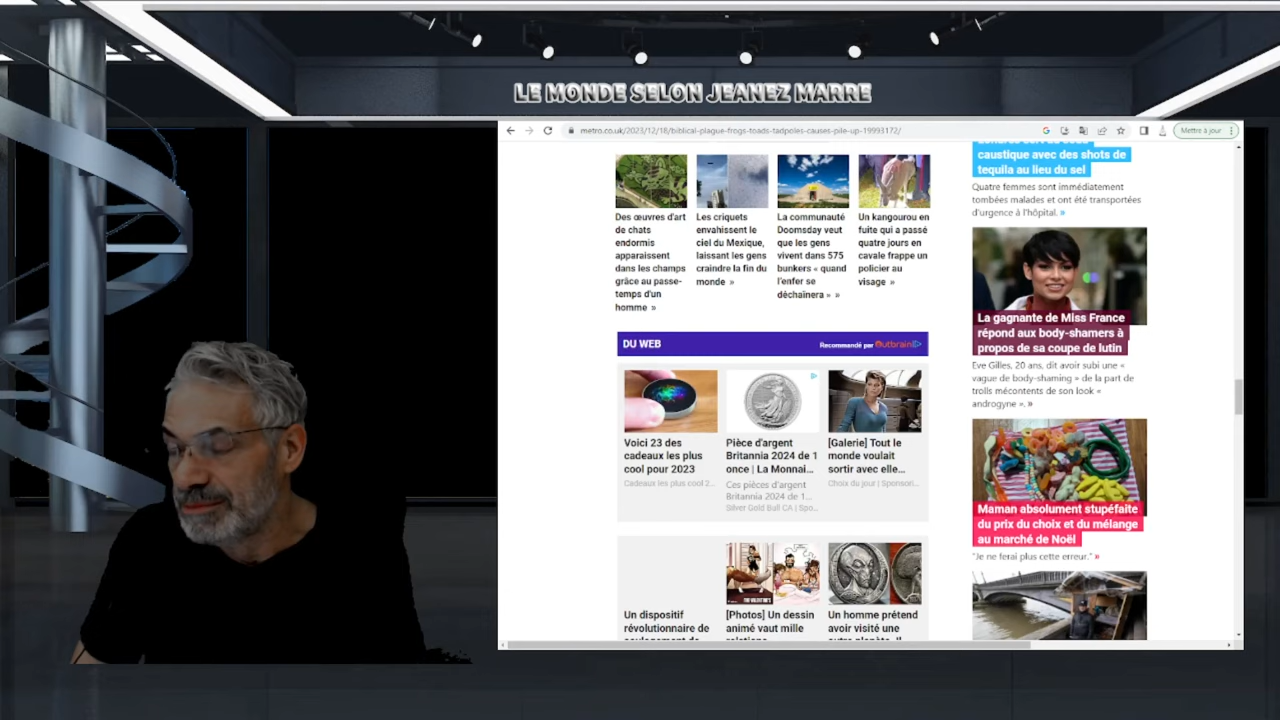 LE MONDE SELON JEANEZ MARRE
metro.co.uk/2023/12/18/biblical-plague-frogs-toads-tadpoles-causes-pile-up-19993172/
Mettre à jour
Des œuvres d'art
de chats
endormis
apparaissent
dans les champs
grâce au passe-
temps d'un
homme »
Les criquets
envahissent le
ciel du Mexique,
laissant les gens
craindre la fin du
monde »
La communauté
Doomsday veut
que les gens
vivent dans 575
bunkers « quand
l'enfer se
déchaînera » »
Un kangourou en
fuite qui a passé
quatre jours en
cavale frappe un
policier au
visage »
DU WEB
Recommandé par Outbrain
Voici 23 des
cadeaux les plus
cool pour 2023
Cadeaux les plus cool 2...
Pièce d'argent
Britannia 2024 de 1
once | La Monnai...
Ces pièces d'argent
Britannia 2024 de 1...
Silver Gold Bull CA | Spo...
[Galerie] Tout le
monde voulait
sortir avec elle...
Choix du jour | Sponsori...
Un dispositif
révolutionnaire de
[Photos] Un dessin
animé vaut mille
Un homme prétend
avoir visité une
caustique avec des shots de
tequila au lieu du sel
Quatre femmes sont immédiatement
tombées malades et ont été transportées
d'urgence à l'hôpital. »
La gagnante de Miss France
répond aux body-shamers à
propos de sa coupe de lutin
Eve Gilles, 20 ans, dit avoir subi une «
vague de body-shaming » de la part de
trolls mécontents de son look «
androgyne ». »
Maman absolument stupéfaite
du prix du choix et du mélange
au marché de Noël
"Je ne ferai plus cette erreur." »